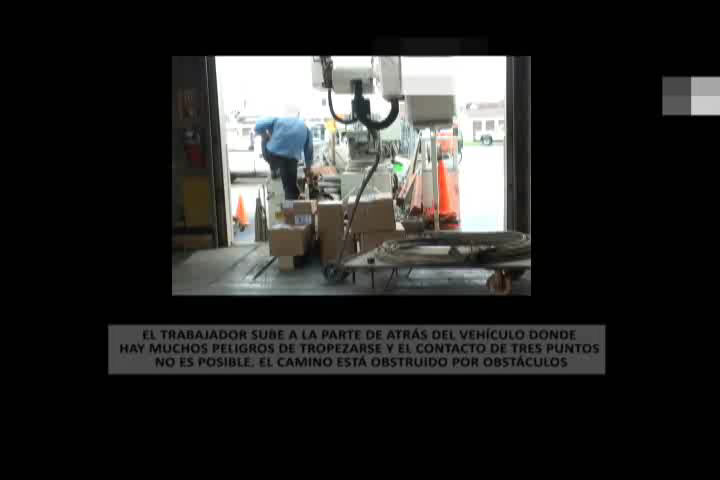 EL TRABAJADOR SUBE A LA PARTE DE ATRÁS DEL VEHÍCULO DONDE
HAY MUCHOS PELIGROS DE TROPEZARSE Y EL CONTACTO DE TRES PUNTOS
NO ES POSIBLE. EL CAMINO ESTÁ OBSTRUIDO POR OBSTÁCULOS